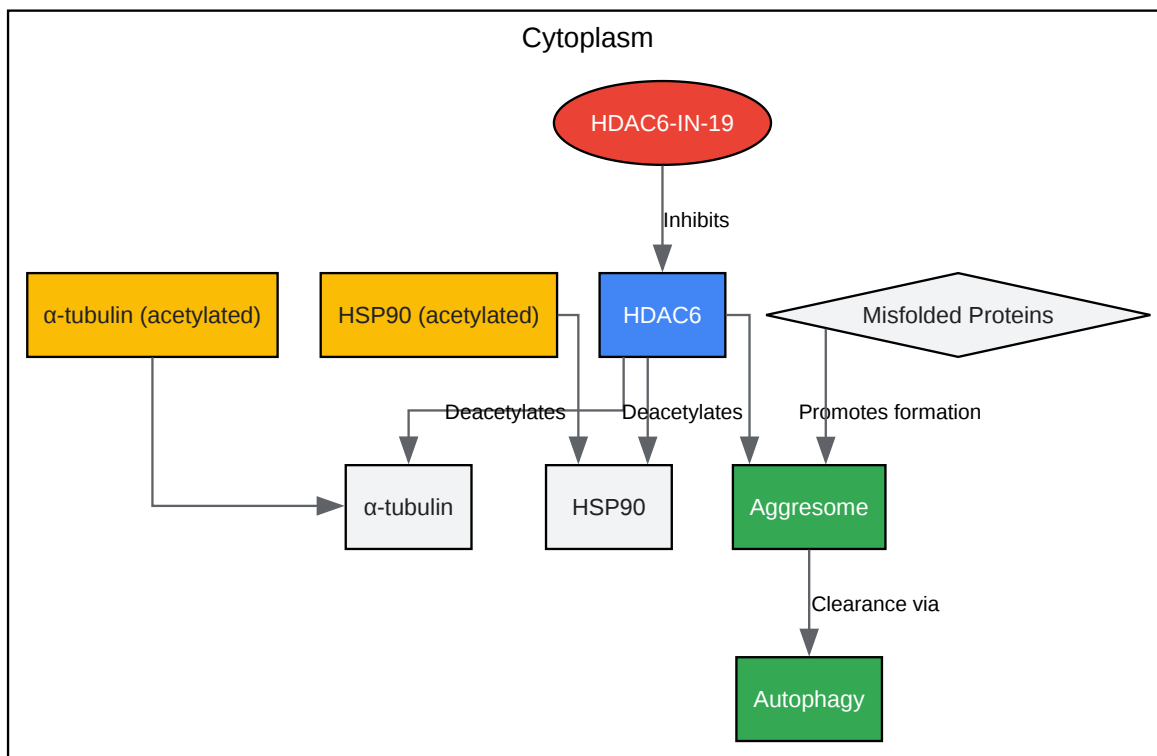 Cytoplasm
HDAC6-IN-19
Inhibits
α-tubulin (acetylated)
HSP90 (acetylated)
HDAC6
Misfolded Proteins
Deacetylates
Deacetylates
Promotes formation
α-tubulin
HSP90
Aggresome
Clearance via
Autophagy